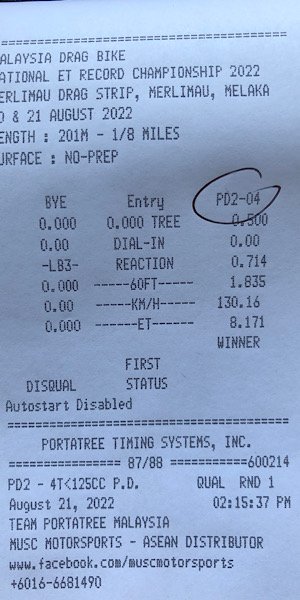 ===================================
ALAYSIA DRAG BIKE
ATIONAL ET RECORD CHAMPIONSHIP 2022
ERLIMAU DRAG STRIP, MERLIMAU, MELAKA
0 & 21 AUGUST 2022
ENGTH : 201M - 1/8 MILES
URFACE : NO-PREP
BYE Entry PD2-04
0.000 0.000 TREE 0.500
0.00 DIAL-IN 0.00
-LB3- REACTION 0.714
0.000 ------60FT----- 1.835
0.00 ------KM/H----- 130.16
0.000 ------ET----- 8.171
WINNER
FIRST
DISQUAL STATUS
Autostart Disabled
===================================
PORTATREE TIMING SYSTEMS, INC.
=============== 87/88 ===========600214
PD2 - 4T<125CC P.D. QUAL RND 1
August 21, 2022 02:15:37 PM
TEAM PORTATREE MALAYSIA
MUSC MOTORSPORTS - ASEAN DISTRIBUTOR
www.facebook.com/muscmotorsports
+6016-6681490